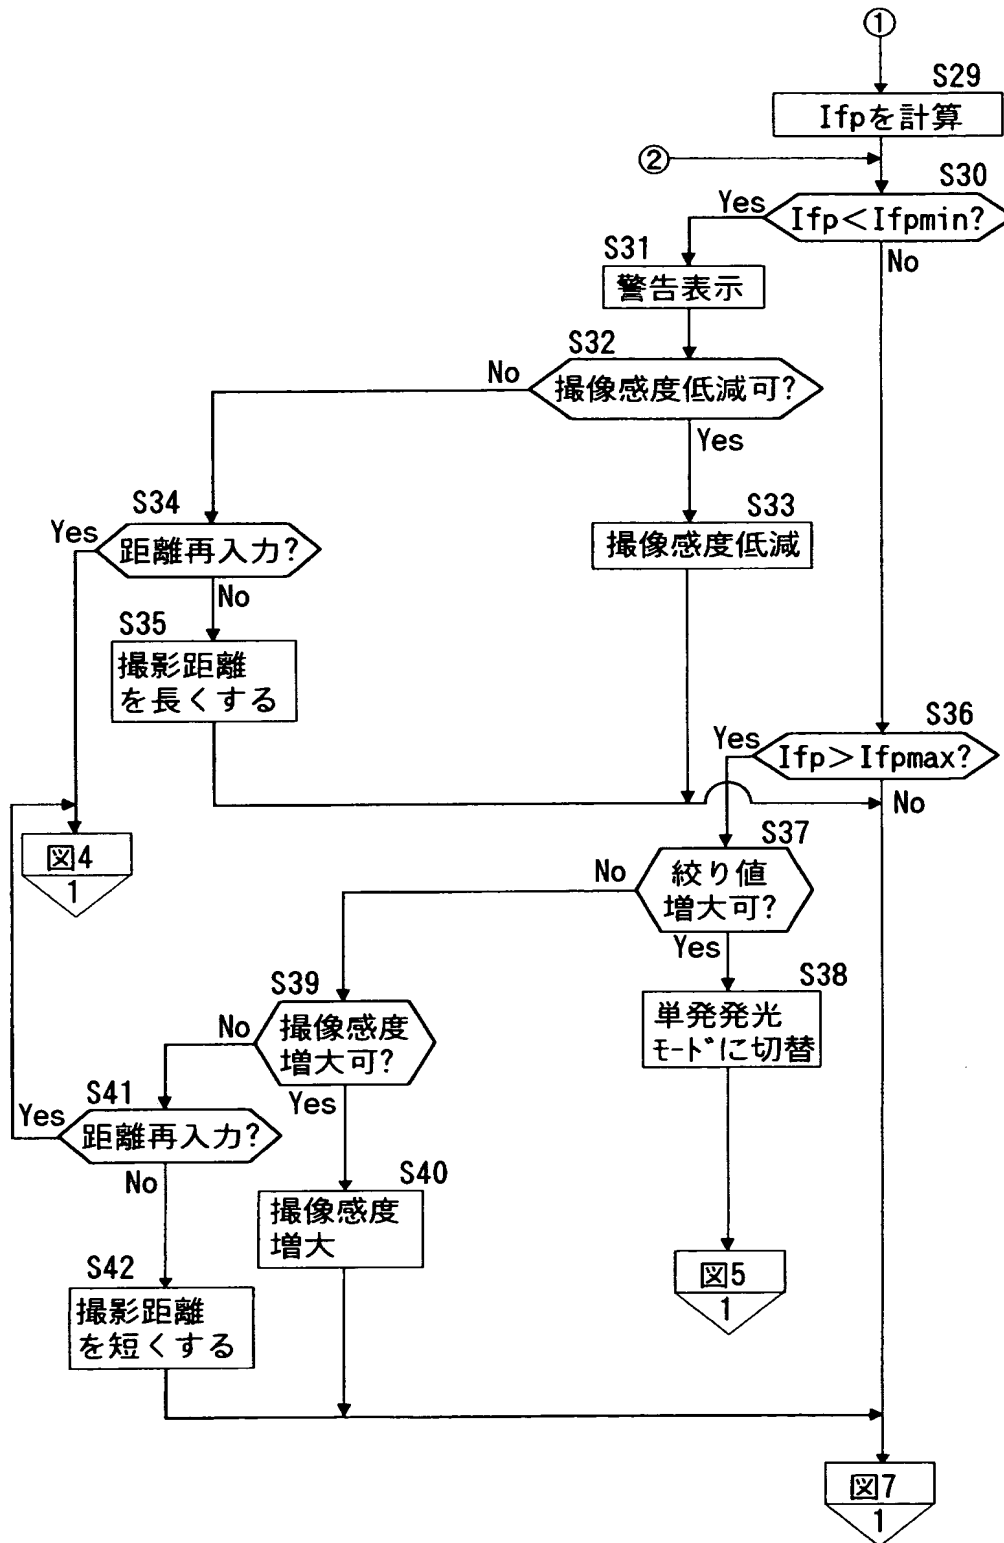 ①
S29
Ifpを計算
②
S30
Ifp＜Ifpmin?
Yes
No
S31
警告表示
S32
撮像感度低減可?
No
Yes
S33
撮像感度低減
S34
距離再入力?
Yes
No
S35
撮影距離
を長くする
S36
Ifp＞Ifpmax?
Yes
No
図4
1
S37
絞り値
増大可?
No
Yes
S38
単発発光
ﾓｰﾄﾞに切替
S39
撮像感度
増大可?
No
Yes
S41
距離再入力?
Yes
No
S40
撮像感度
増大
S42
撮影距離
を短くする
図5
1
図7
1